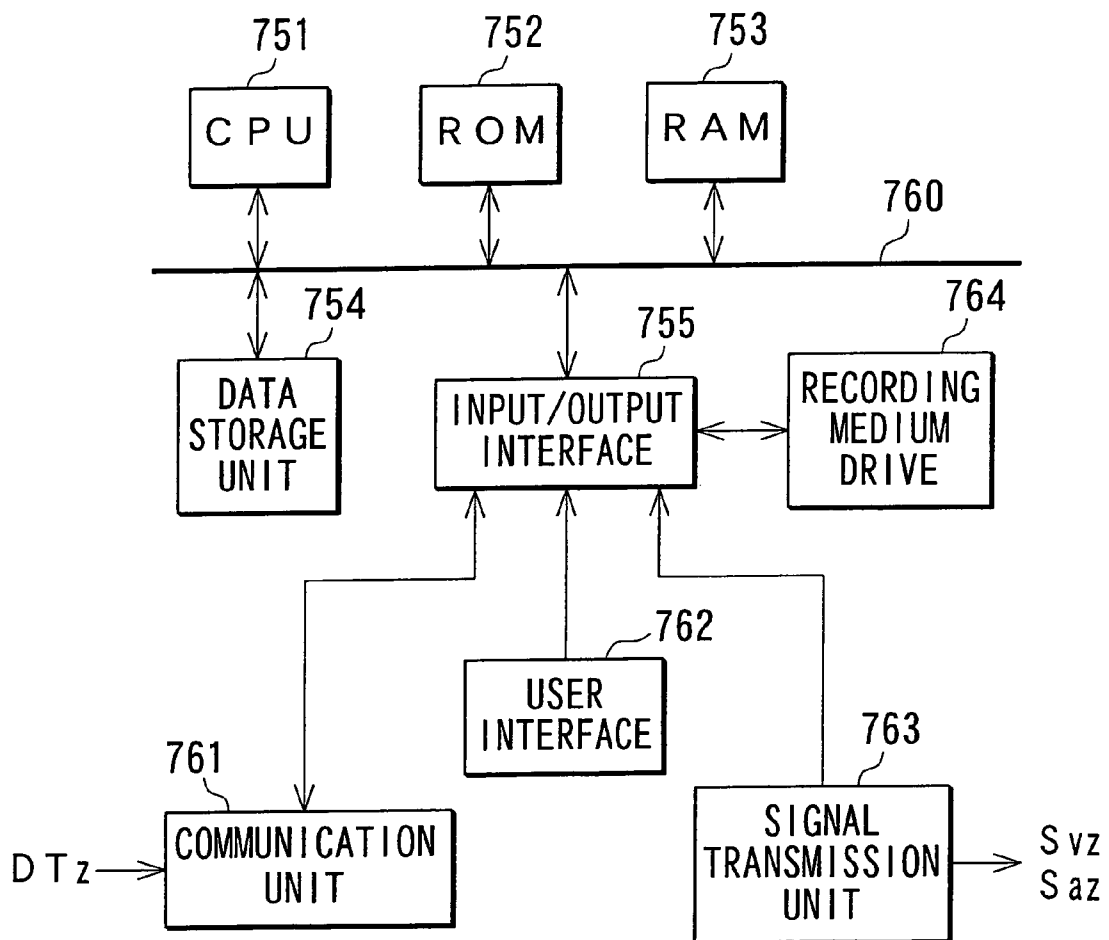 751
752
753
CPU
ROM
RAM
760
754
755
764
DATA
STORAGE
UNIT
INPUT/OUTPUT
INTERFACE
RECORDING
MEDIUM
DRIVE
762
USER
INTERFACE
761
763
COMMUNICATION
UNIT
SIGNAL
TRANSMISSION
UNIT
DTz
Svz
Saz